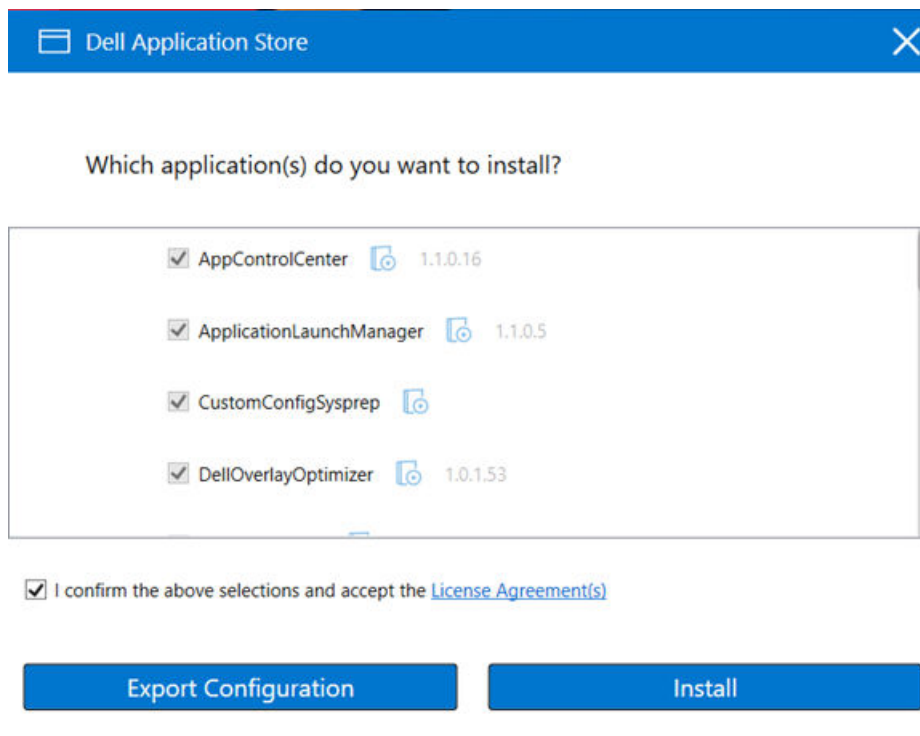 Dell Application Store
Which application(s) do you want to install?
AppControlCenter 1.1.0.16
ApplicationLaunchManager 1.1.0.5
CustomConfigSysprep
DellOverlayOptimizer 1.0.1.53
I confirm the above selections and accept the License Agreement(s)
Export Configuration
Install